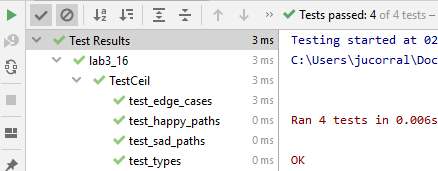 Tests passed: 4 of 4 tests –
Test Results 3 ms
lab3_16 3 ms
TestCeil 3 ms
test_edge_cases 3 ms
test_happy_paths 0 ms
test_sad_paths 0 ms
test_types 0 ms
Testing started at 02
C:\Users\jucorral\Doc
Ran 4 tests in 0.006s
OK